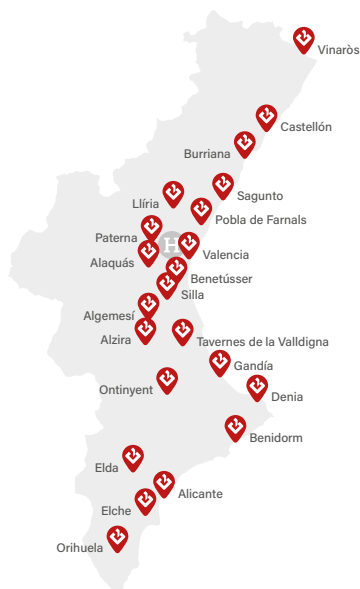 Vinaròs
Castellón
Burriana
Sagunto
Llíria
Pobla de Farnals
Paterna
H
Valencia
Alaquás
Benetússer
Silla
Algemesí
Alzira
Tavernes de la Valldigna
Gandía
Ontinyent
Denia
Benidorm
Elda
Alicante
Elche
Orihuela